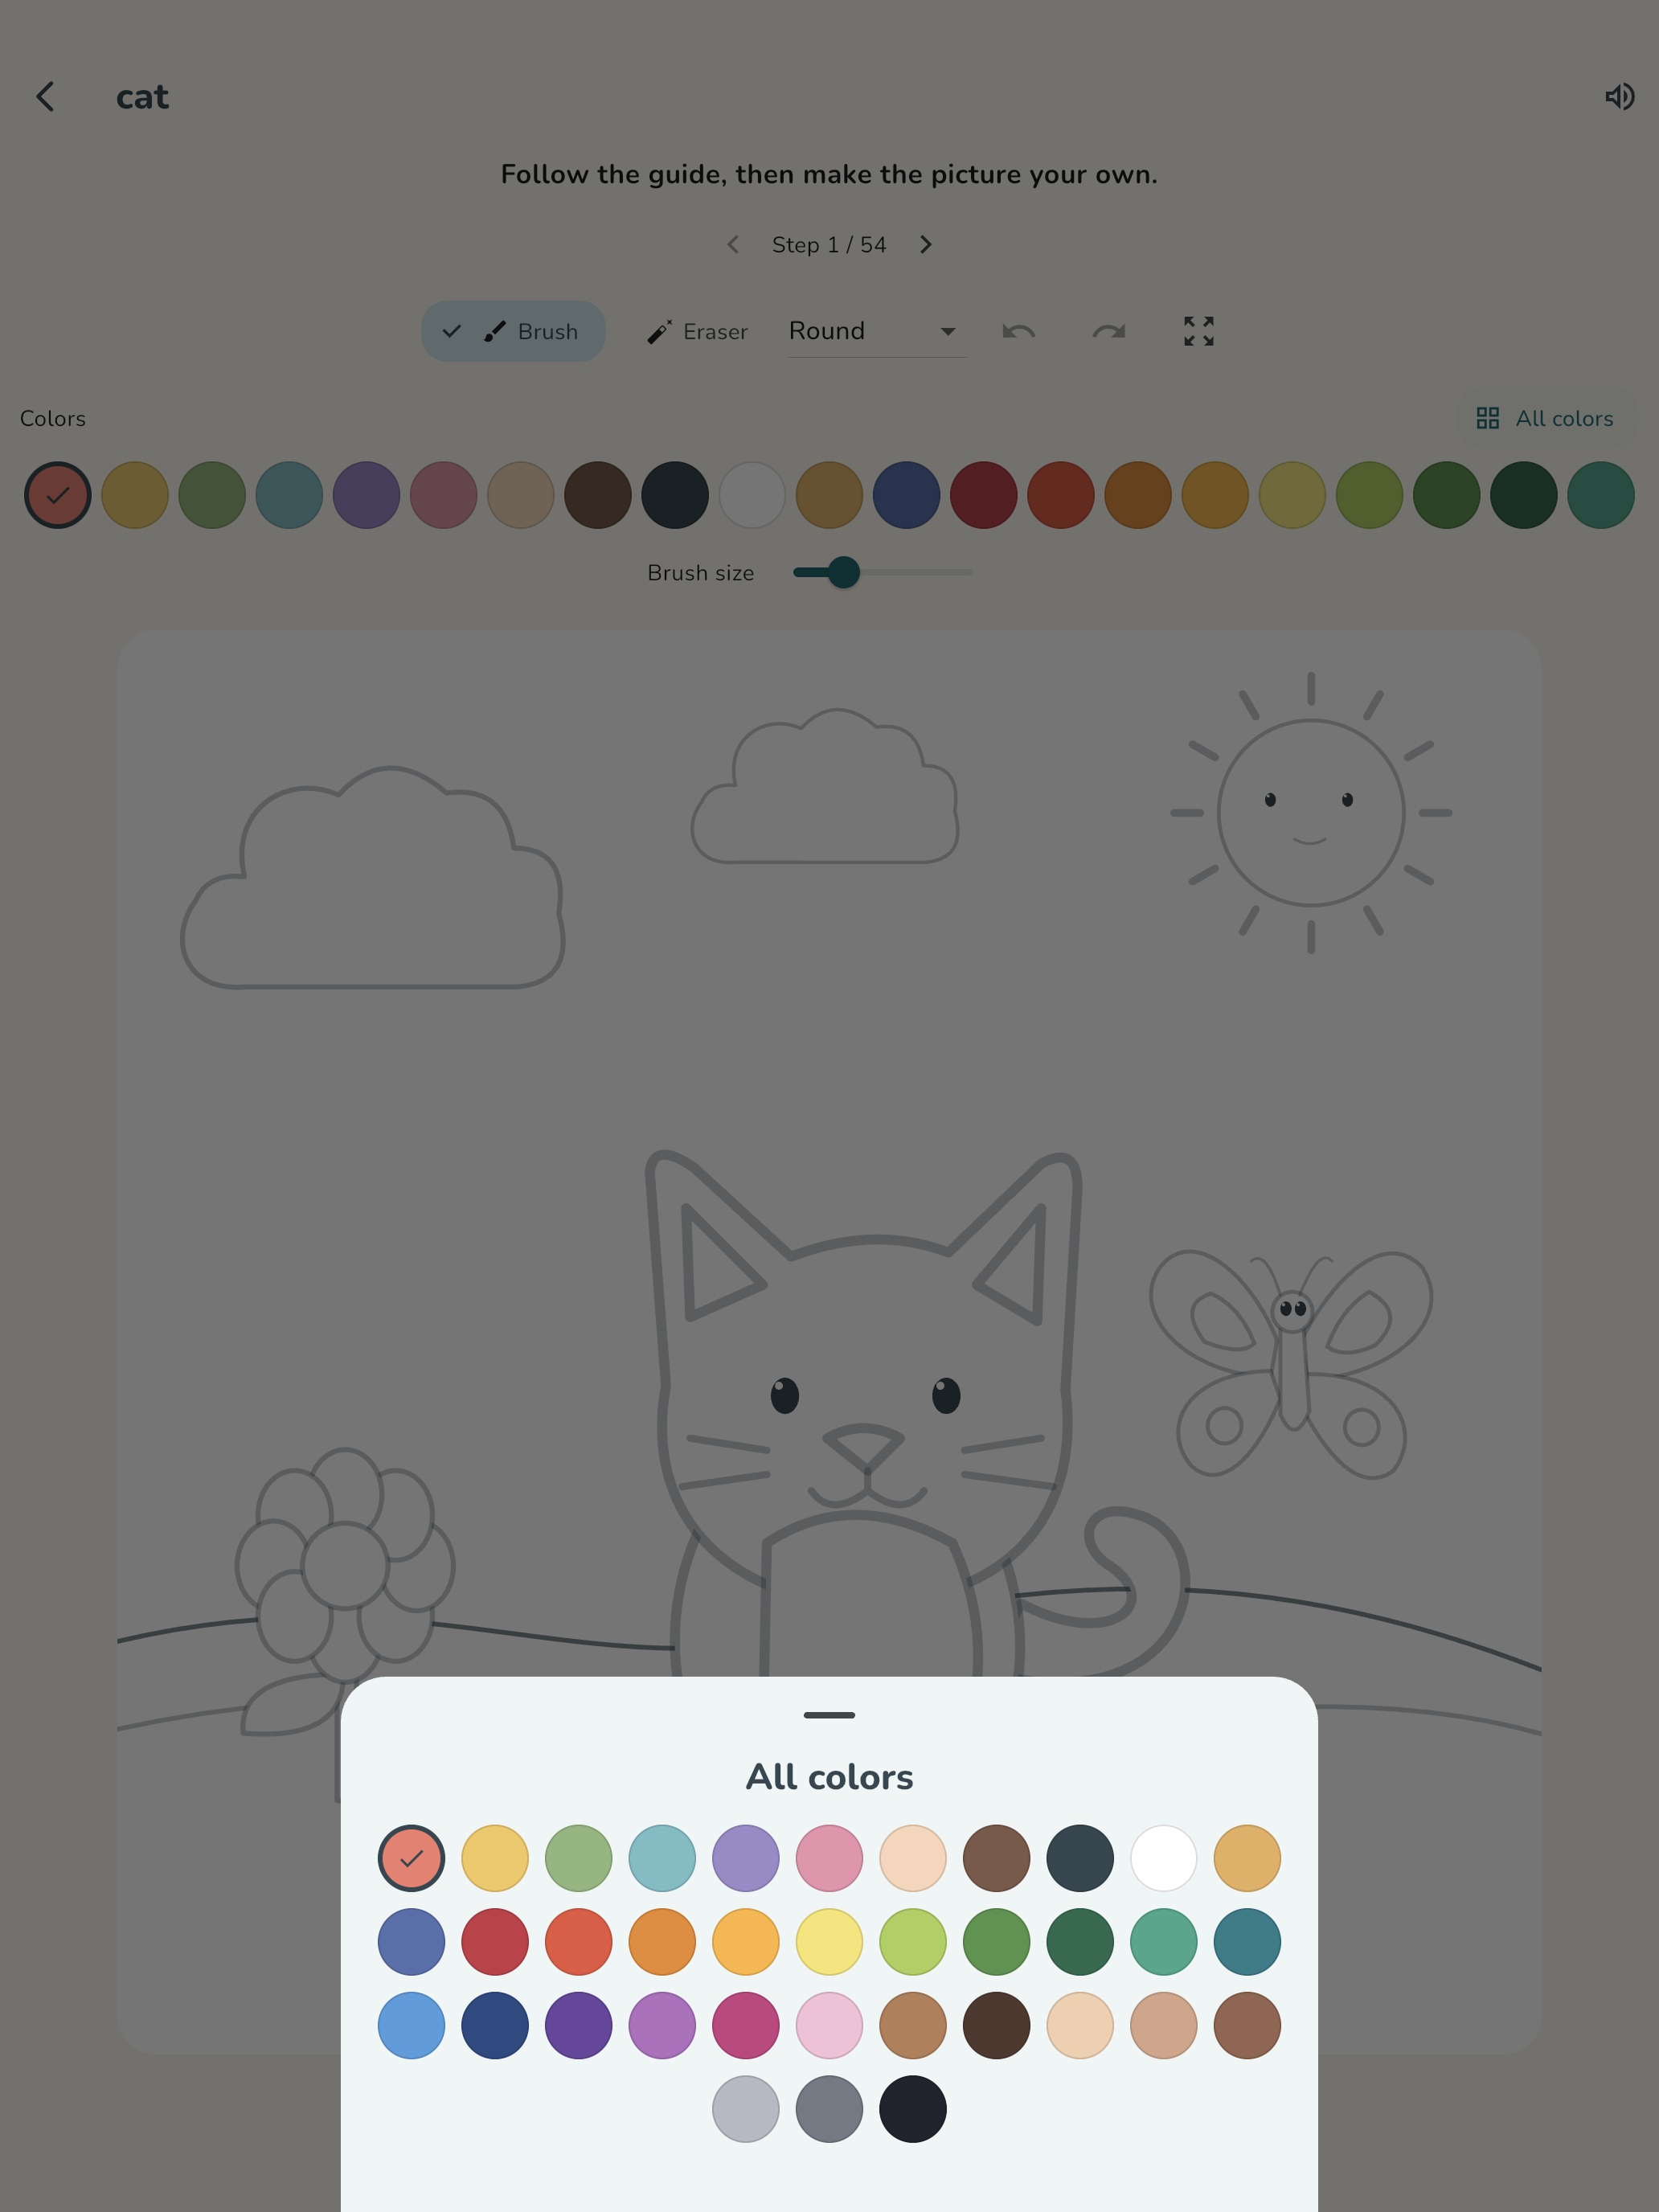 cat
Follow the guide, then make the picture your own.
Step 1 / 54
Brush
Eraser
Round
Colors
All colors
Brush size
All colors